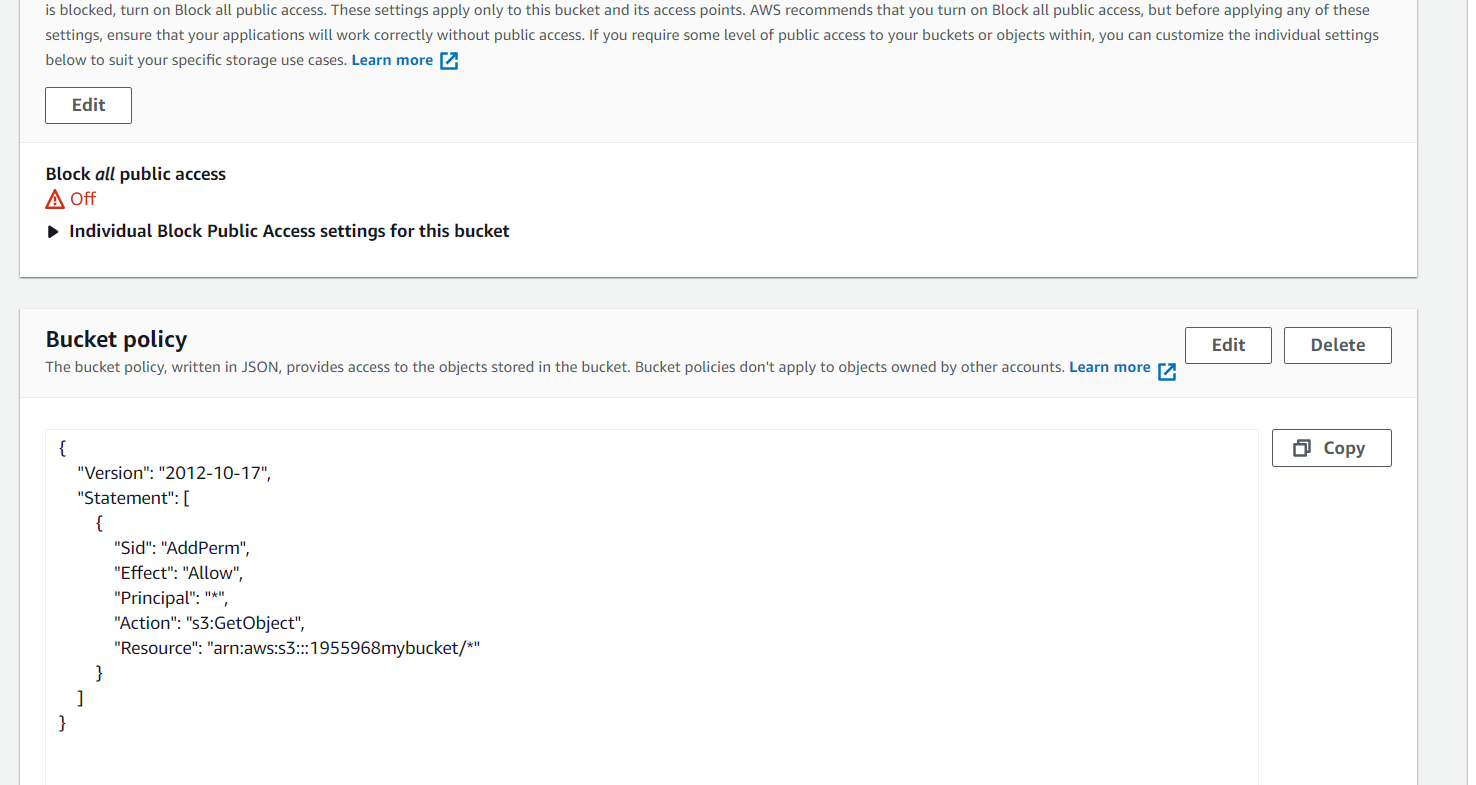 is blocked, turn on Block all public access. These settings apply only to this bucket and its access points. AWS recommends that you turn on Block all public access, but before applying any of these
settings, ensure that your applications will work correctly without public access. If you require some level of public access to your buckets or objects within, you can customize the individual settings
below to suit your specific storage use cases. Learn more
Edit
Block all public access
Off
Individual Block Public Access settings for this bucket
Bucket policy
Edit
Delete
The bucket policy, written in JSON, provides access to the objects stored in the bucket. Bucket policies don't apply to objects owned by other accounts. Learn more
Copy
{
"Version": "2012-10-17",
"Statement": [
{
"Sid": "AddPerm",
"Effect": "Allow",
"Principal": "*",
"Action": "s3:GetObject",
"Resource": "arn:aws:s3:::1955968mybucket/*"
}
]
}